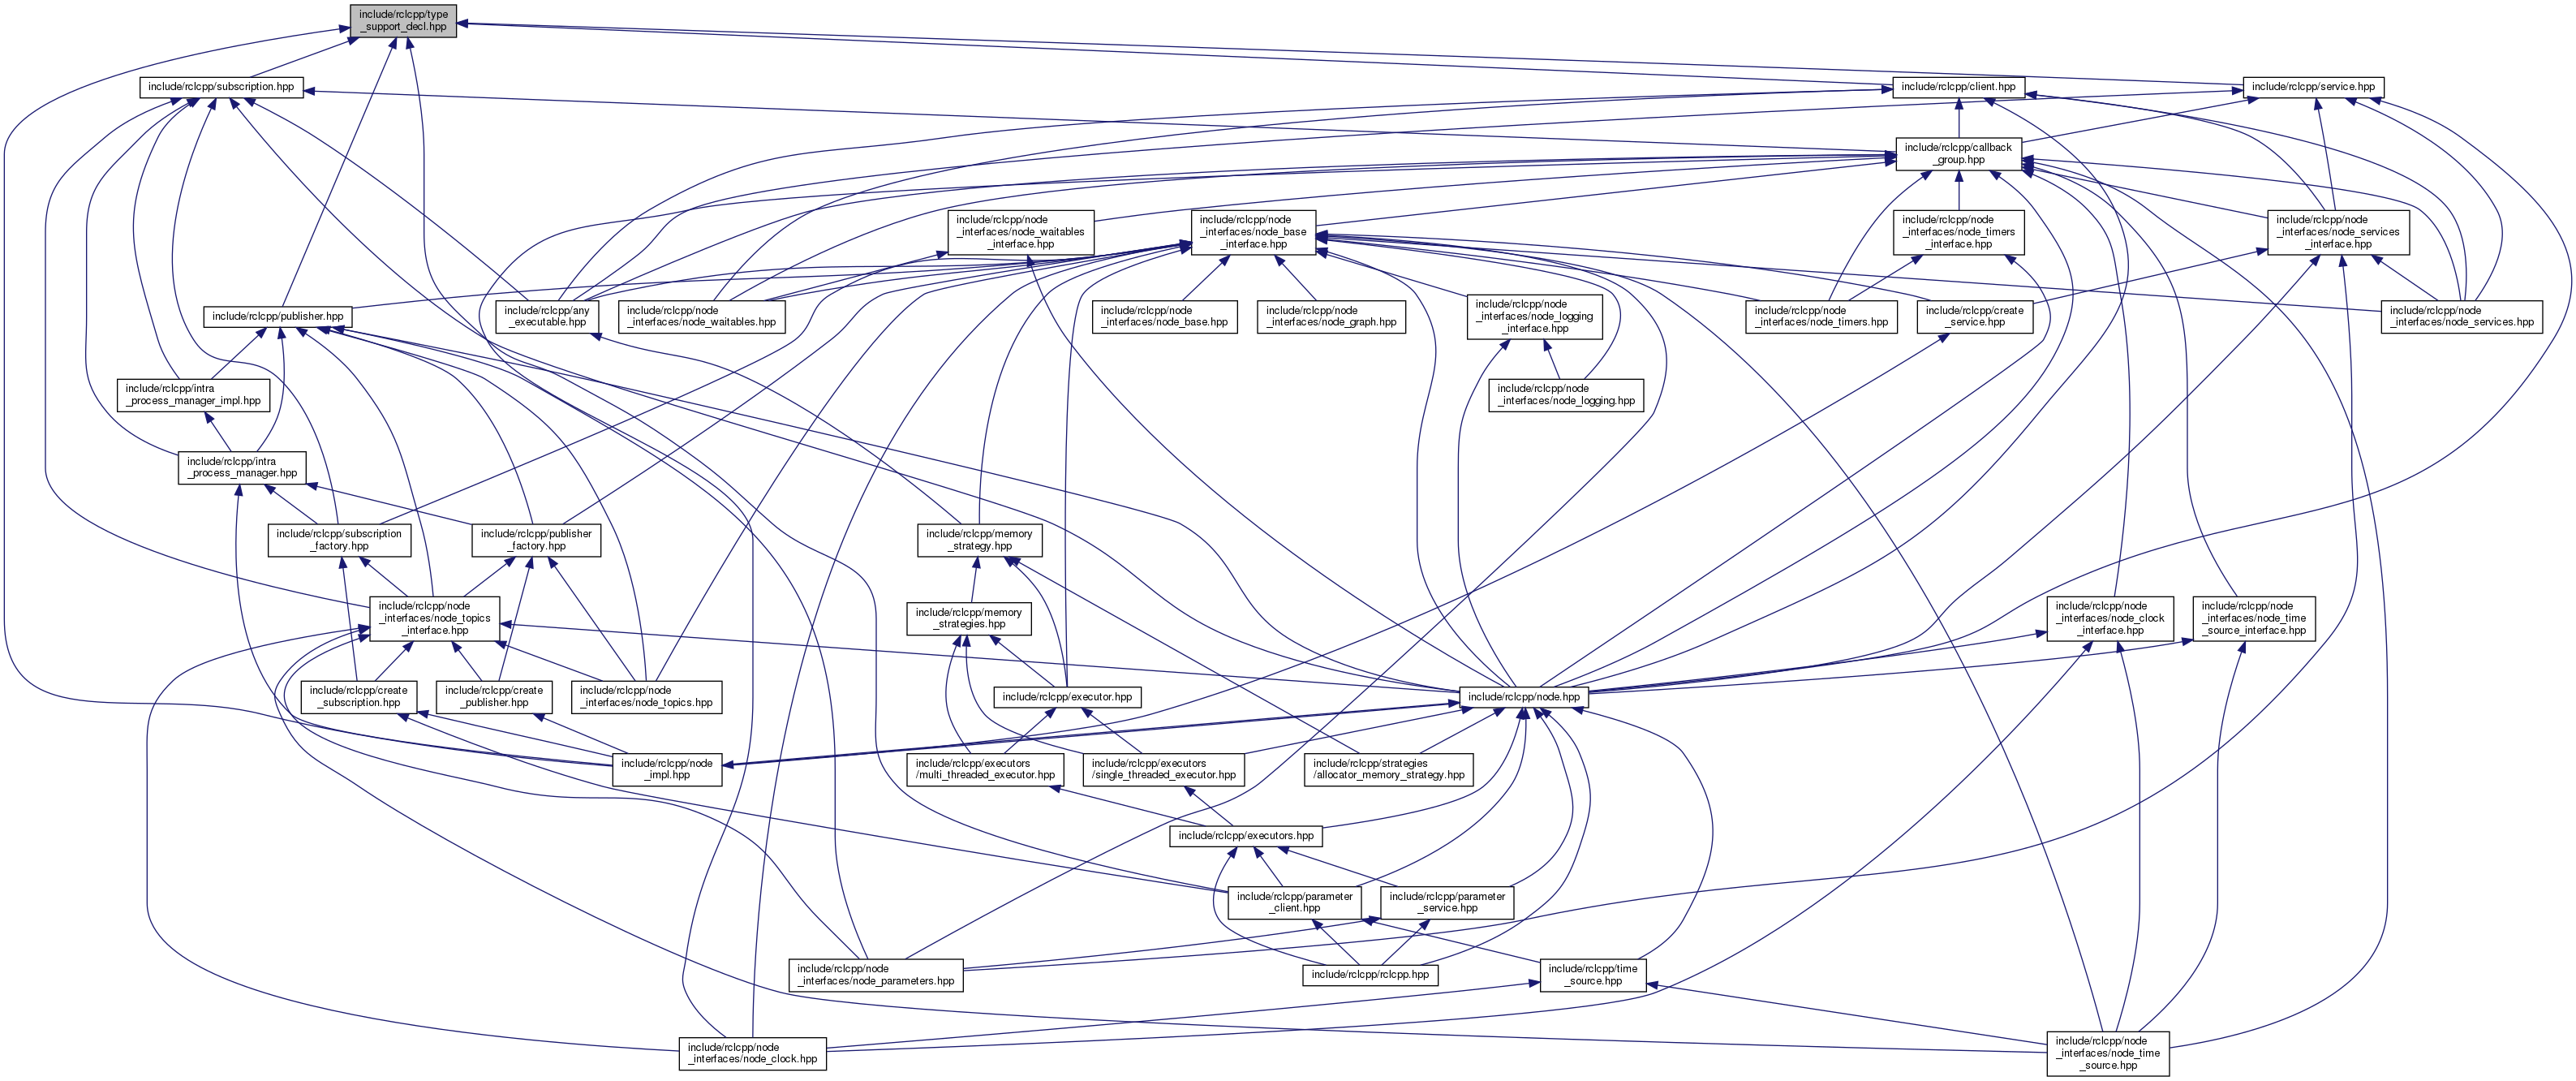 include/rclcpp/type
_support_decl.hpp
include/rclcpp/subscription.hpp
include/rclcpp/client.hpp
include/rclcpp/service.hpp
include/rclcpp/callback
_group.hpp
include/rclcpp/node
_interfaces/node_waitables
_interface.hpp
include/rclcpp/node
_interfaces/node_base
_interface.hpp
include/rclcpp/node
_interfaces/node_timers
_interface.hpp
include/rclcpp/node
_interfaces/node_services
_interface.hpp
include/rclcpp/publisher.hpp
include/rclcpp/any
_executable.hpp
include/rclcpp/node
_interfaces/node_waitables.hpp
include/rclcpp/node
_interfaces/node_base.hpp
include/rclcpp/node
_interfaces/node_graph.hpp
include/rclcpp/node
_interfaces/node_logging
_interface.hpp
include/rclcpp/node
_interfaces/node_timers.hpp
include/rclcpp/create
_service.hpp
include/rclcpp/node
_interfaces/node_services.hpp
include/rclcpp/intra
_process_manager_impl.hpp
include/rclcpp/node
_interfaces/node_logging.hpp
include/rclcpp/intra
_process_manager.hpp
include/rclcpp/subscription
_factory.hpp
include/rclcpp/publisher
_factory.hpp
include/rclcpp/memory
_strategy.hpp
include/rclcpp/node
_interfaces/node_topics
_interface.hpp
include/rclcpp/memory
_strategies.hpp
include/rclcpp/node
_interfaces/node_clock
_interface.hpp
include/rclcpp/node
_interfaces/node_time
_source_interface.hpp
include/rclcpp/create
_subscription.hpp
include/rclcpp/create
_publisher.hpp
include/rclcpp/node
_interfaces/node_topics.hpp
include/rclcpp/executor.hpp
include/rclcpp/node.hpp
include/rclcpp/node
_impl.hpp
include/rclcpp/executors
/multi_threaded_executor.hpp
include/rclcpp/executors
/single_threaded_executor.hpp
include/rclcpp/strategies
/allocator_memory_strategy.hpp
include/rclcpp/executors.hpp
include/rclcpp/parameter
_client.hpp
include/rclcpp/parameter
_service.hpp
include/rclcpp/node
_interfaces/node_parameters.hpp
include/rclcpp/rclcpp.hpp
include/rclcpp/time
_source.hpp
include/rclcpp/node
_interfaces/node_clock.hpp
include/rclcpp/node
_interfaces/node_time
_source.hpp